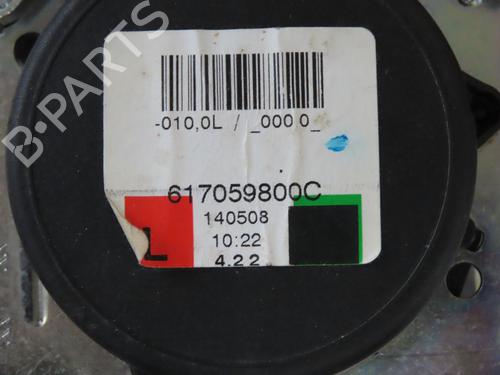 B-PARTS
-010,0L / _000 0_
617059800C
140508
10:22
4.2 2
L